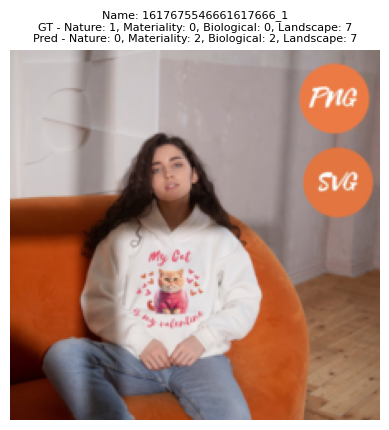 Name: 1617675546661617666_1
GT - Nature: 1, Materiality: 0, Biological: 0, Landscape: 7
Pred - Nature: 0, Materiality: 2, Biological: 2, Landscape: 7
PNG
SVG
My Cat
is my valentine